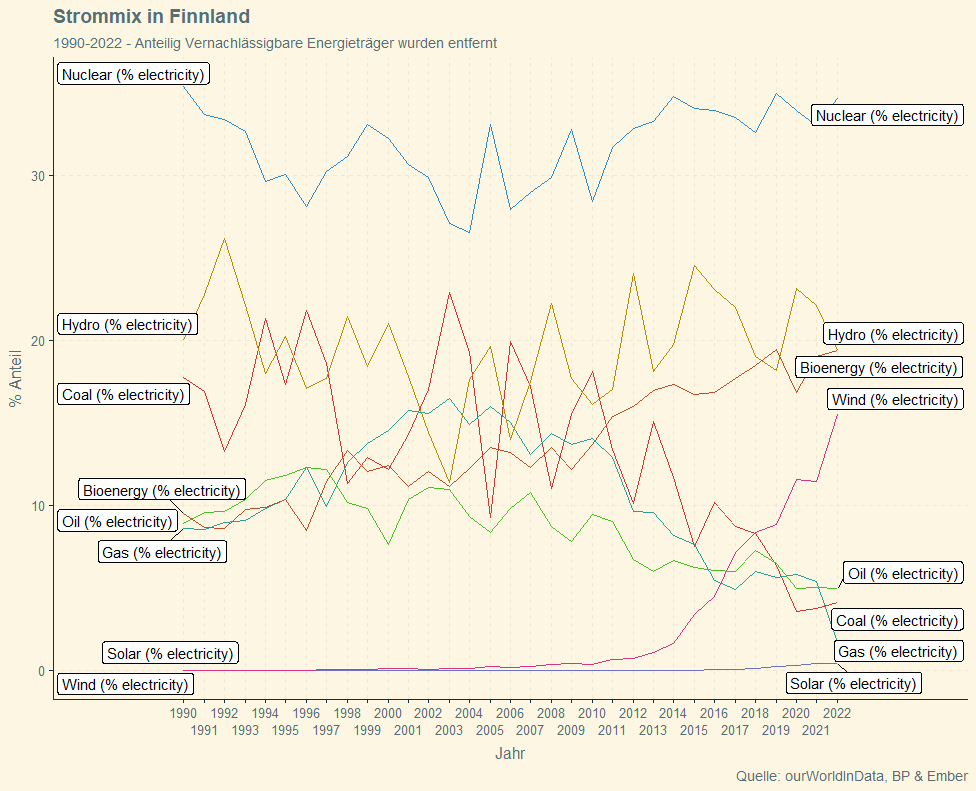 Strommix in Finnland
1990-2022 - Anteilig Vernachlässigbare Energieträger wurden entfernt
Nuclear (% electricity)
Nuclear (% electricity)
30
Hydro (% electricity)
Hydro (% electricity)
20
Bioenergy (% electricity)
Coal (% electricity)
Wind (% electricity)
% Anteil
Bioenergy (% electricity)
10
Oil (% electricity)
Gas (% electricity)
Oil (% electricity)
Coal (% electricity)
Solar (% electricity)
Gas (% electricity)
0
Wind (% electricity)
Solar (% electricity)
1990 1992 1994 1996 1998 2000 2002 2004 2006 2008 2010 2012 2014 2016 2018 2020 2022
1991 1993 1995 1997 1999 2001 2003 2005 2007 2009 2011 2013 2015 2017 2019 2021
Jahr
Quelle: ourWorldInData, BP & Ember